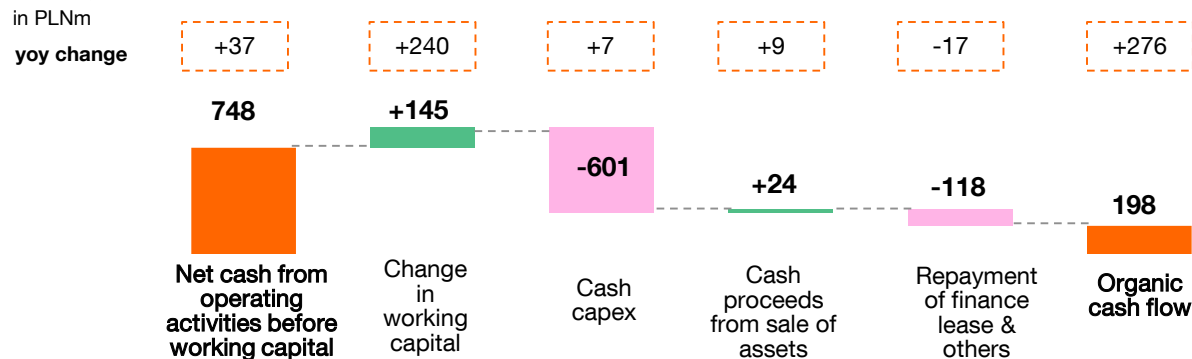 in PLNm
yoy change
+37
+240
+7
+9
-17
+276
748
+145
-601
+24
-118
198
Net cash from
operating
activities before
working capital
Change
in
working
capital
Cash
capex
Cash
proceeds
from sale of
assets
Repayment
of finance
lease &
others
Organic
cash flow